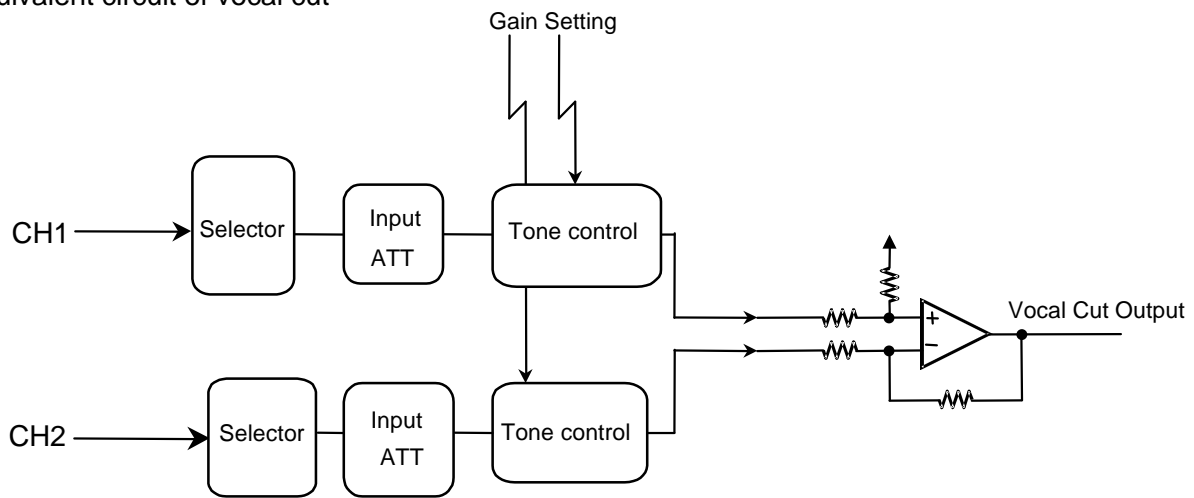 uivalent circuit of vocal cut
Gain Setting
CH1
Selector
Input
ATT
Tone control
+
−
Vocal Cut Output
CH2
Selector
Input
ATT
Tone control